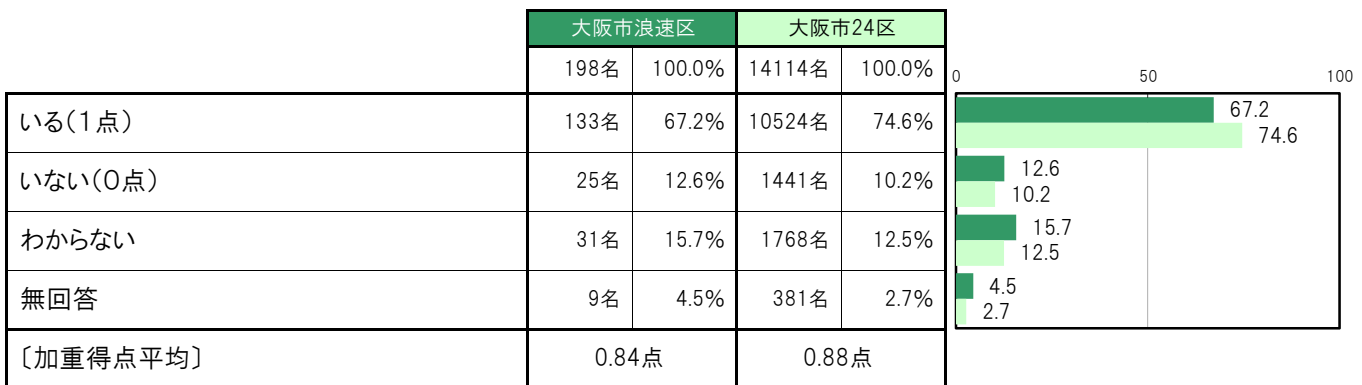 大阪市浪速区 大阪市24区
198名 100.0% 14114名 100.0%
0 50 100
いる(1点) 133名 67.2% 10524名 74.6%
67.2
74.6
いない(0点) 25名 12.6% 1441名 10.2%
12.6
10.2
わからない 31名 15.7% 1768名 12.5%
15.7
12.5
無回答 9名 4.5% 381名 2.7%
4.5
2.7
〔加重得点平均〕 0.84点 0.88点